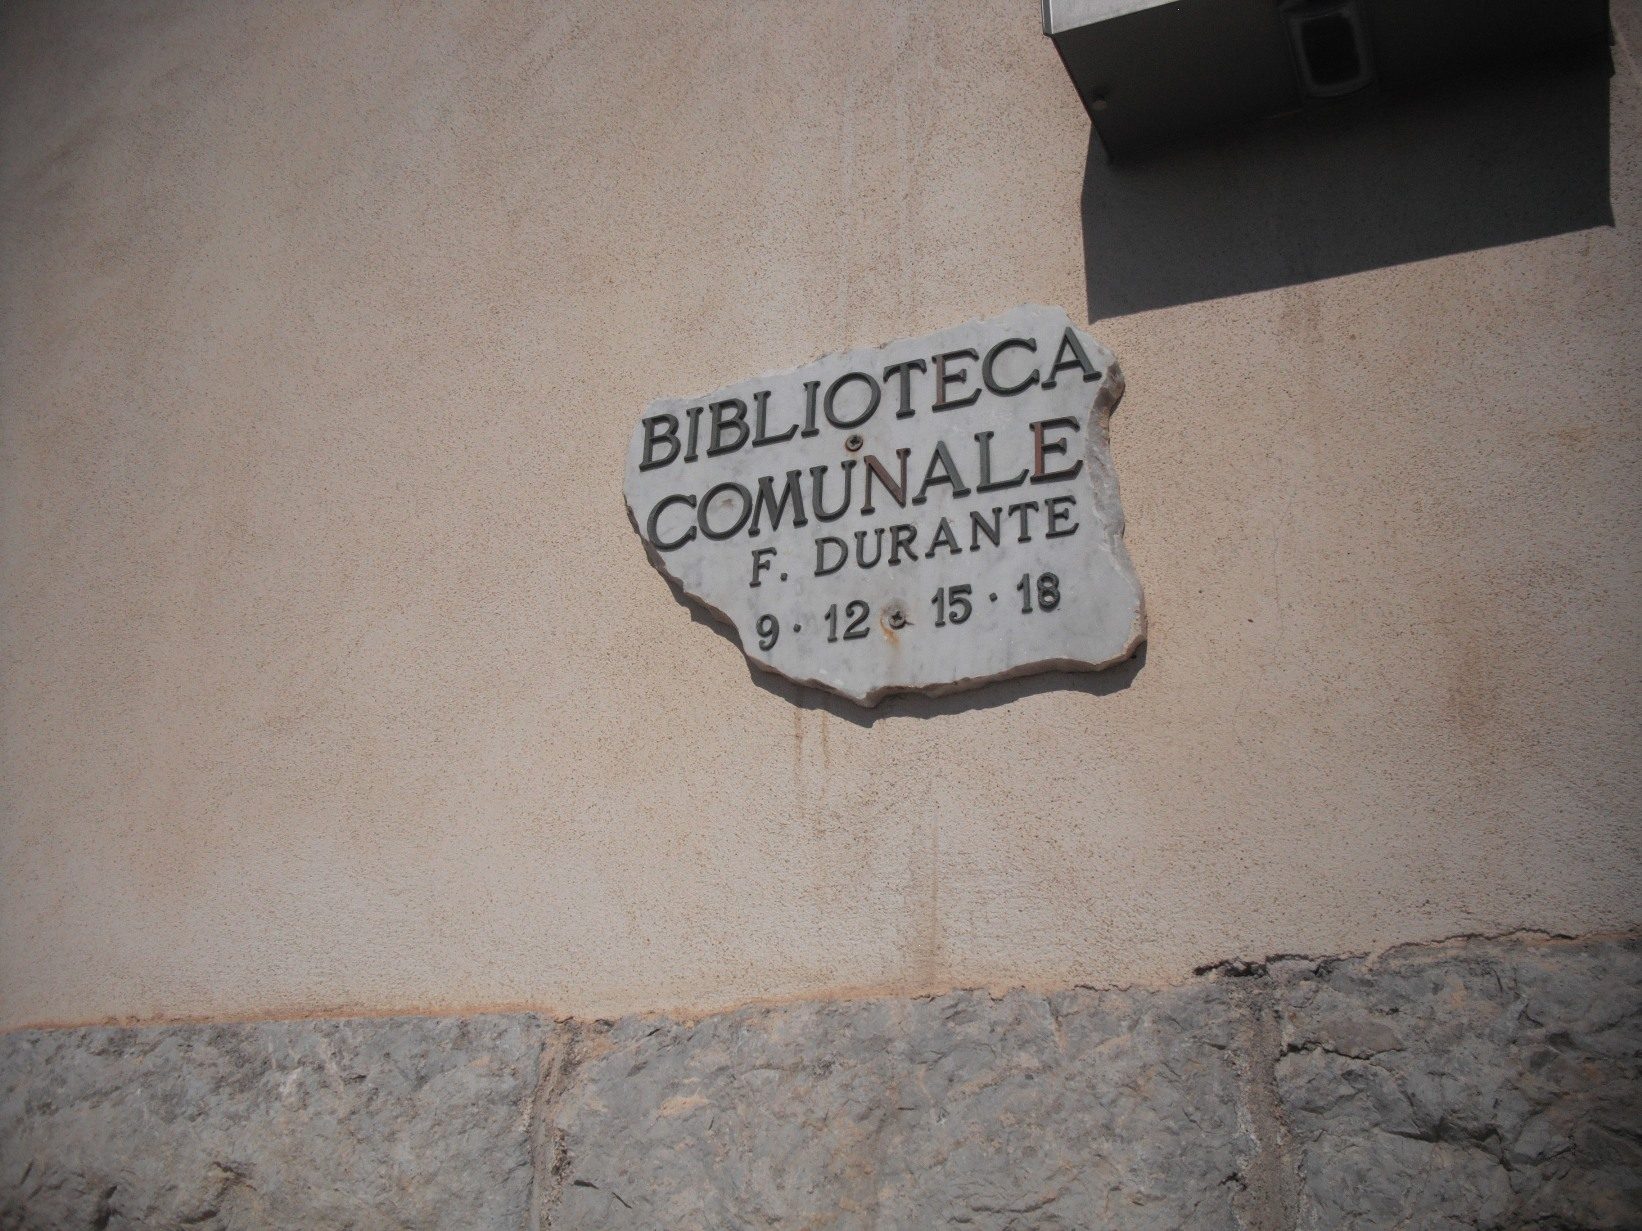 BIBLIOTECA
COMUNALE
F. DURANTE
9 · 12 · 15 · 18